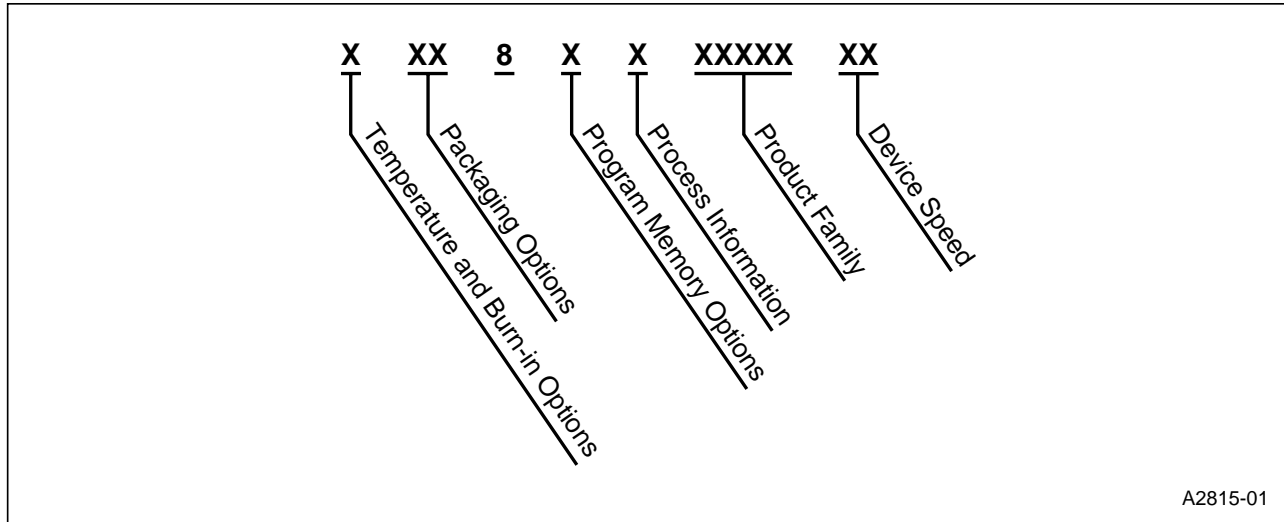 X XX 8 X X XXXXX XX
Temperature and Burn-in Options
Packaging Options
Program Memory Options
Process Information
Product Family
Device Speed
A2815-01